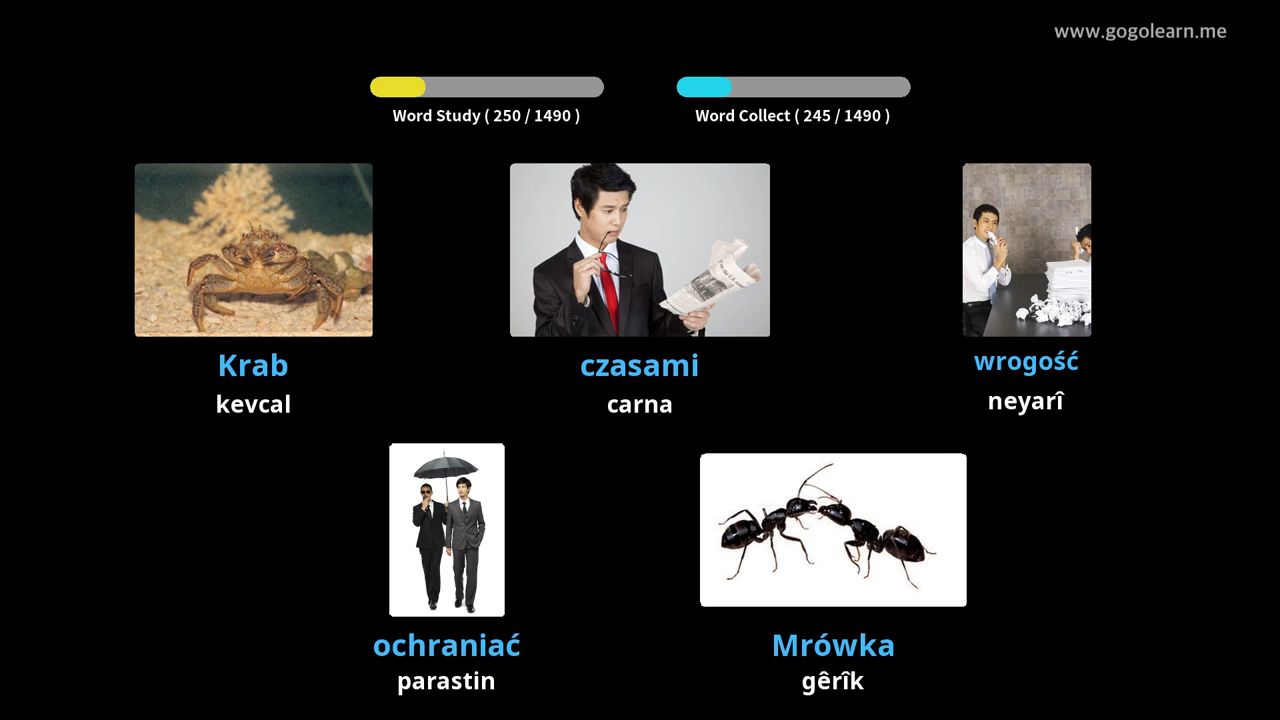 www.gogolearn.me
Word Study ( 250 / 1490 )
Word Collect ( 245 / 1490 )
Krab
kevcal
czasami
carna
wrogość
neyarî
ochraniać
parastin
Mrówka
gêrîk